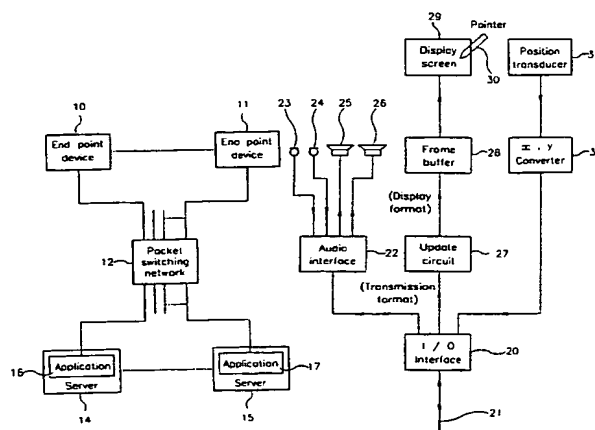 29
Pointer
Display
screen
30
Position
transducer
3
10
End point
device
11
End point
device
23
24
25
26
Frame
buffer
28
x . y
Converter
3
(Display
format)
12
Packet
switching
network
Audio
interface
22
Update
circuit
27
(Transmission
format)
I / O
Interface
20
16
Application
Server
14
Application
17
Server
15
21